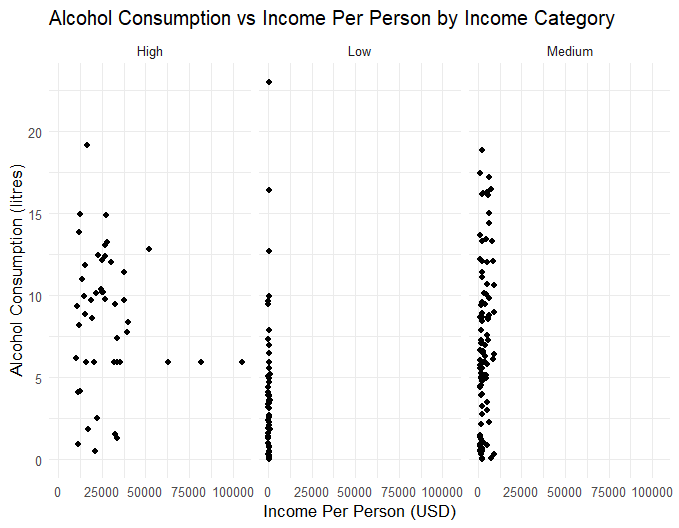 Alcohol Consumption vs Income Per Person by Income Category
High Low Medium
20
15
10
5
0
Alcohol Consumption (litres)
0 25000 50000 75000 100000 0 25000 50000 75000 100000 0 25000 50000 75000 100000
Income Per Person (USD)